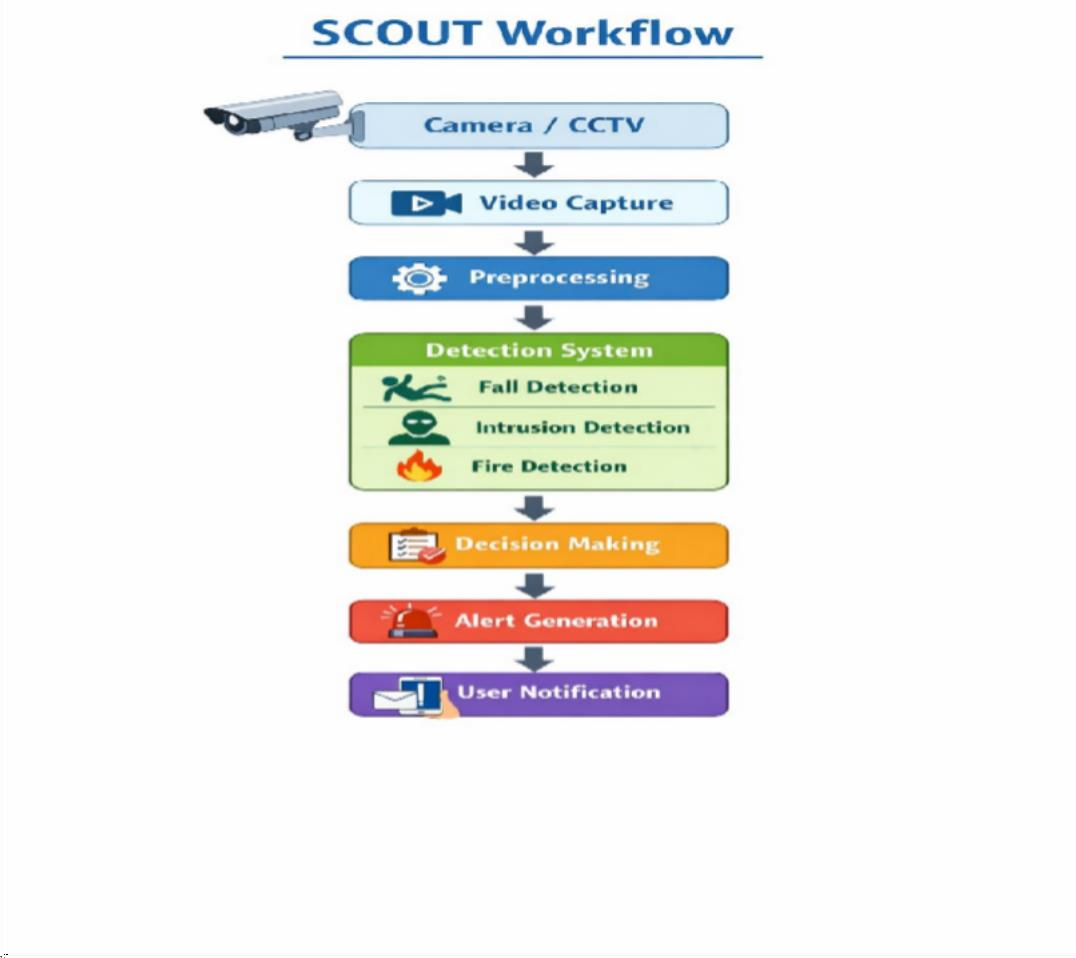 SCOUT Workflow
Camera / CCTV
Video Capture
Preprocessing
Detection System
Fall Detection
Intrusion Detection
Fire Detection
Decision Making
Alert Generation
User Notification